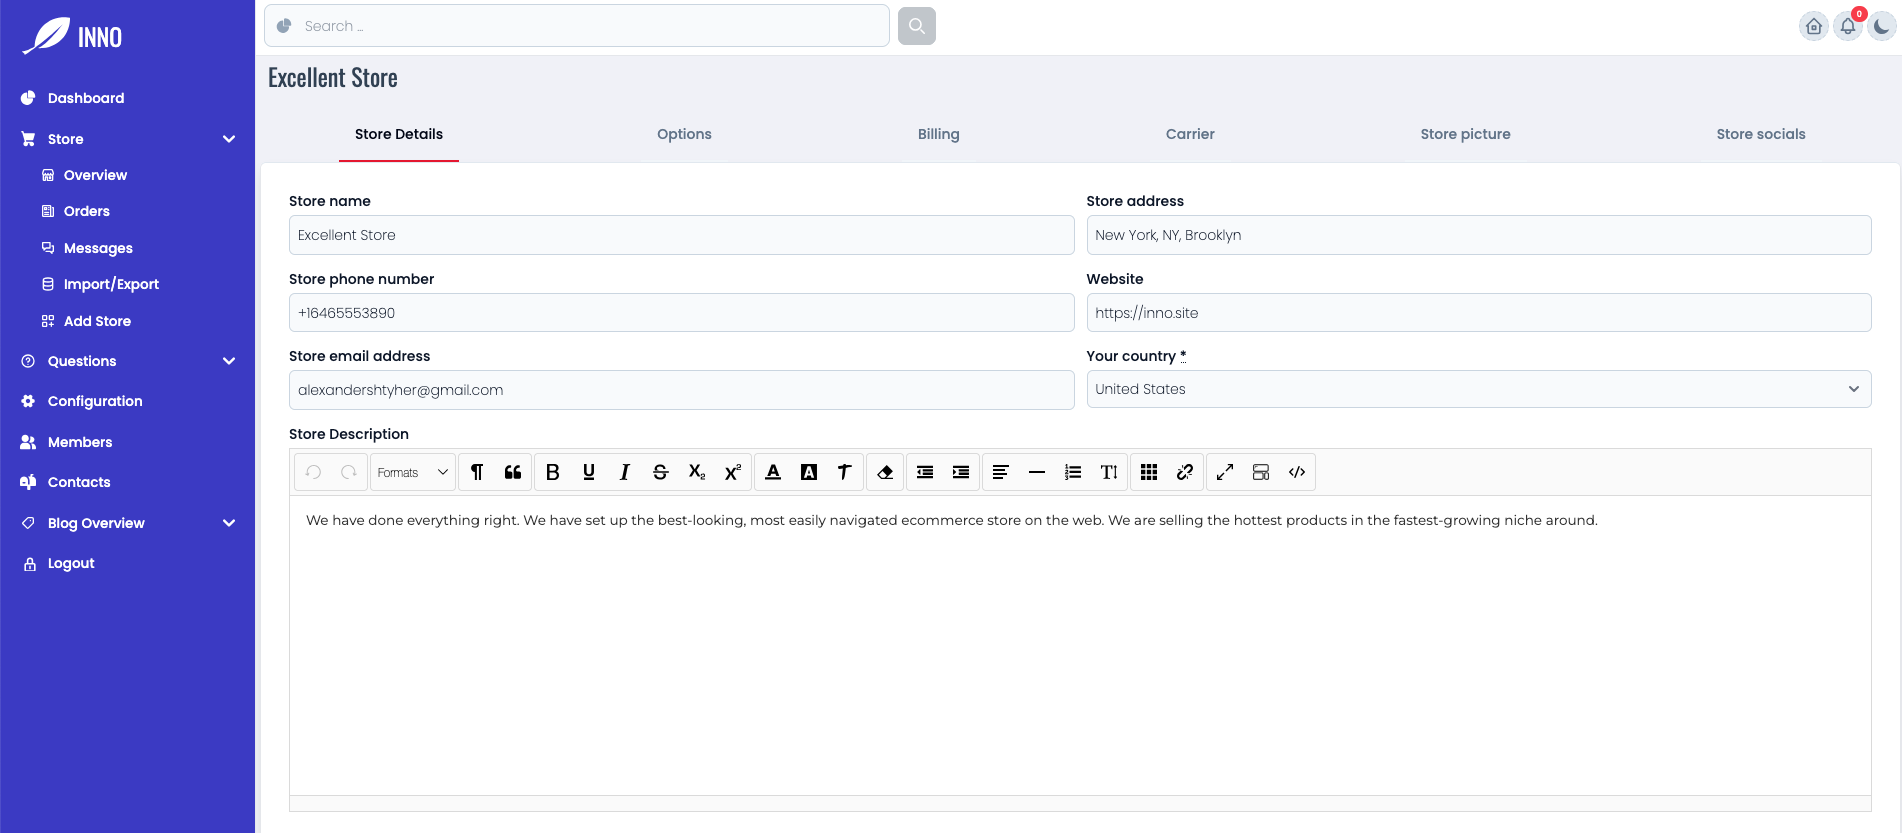 INNO
Search ...
0
Excellent Store
Dashboard
Store
Overview
Orders
Messages
Import/Export
Add Store
Questions
Configuration
Members
Contacts
Blog Overview
Logout
Store Details
Options
Billing
Carrier
Store picture
Store socials
Store name
Excellent Store
Store address
New York, NY, Brooklyn
Store phone number
+16465553890
Website
https://inno.site
Store email address
alexandershtyher@gmail.com
Your country *
United States
Store Description
Formats
We have done everything right. We have set up the best-looking, most easily navigated ecommerce store on the web. We are selling the hottest products in the fastest-growing niche around.